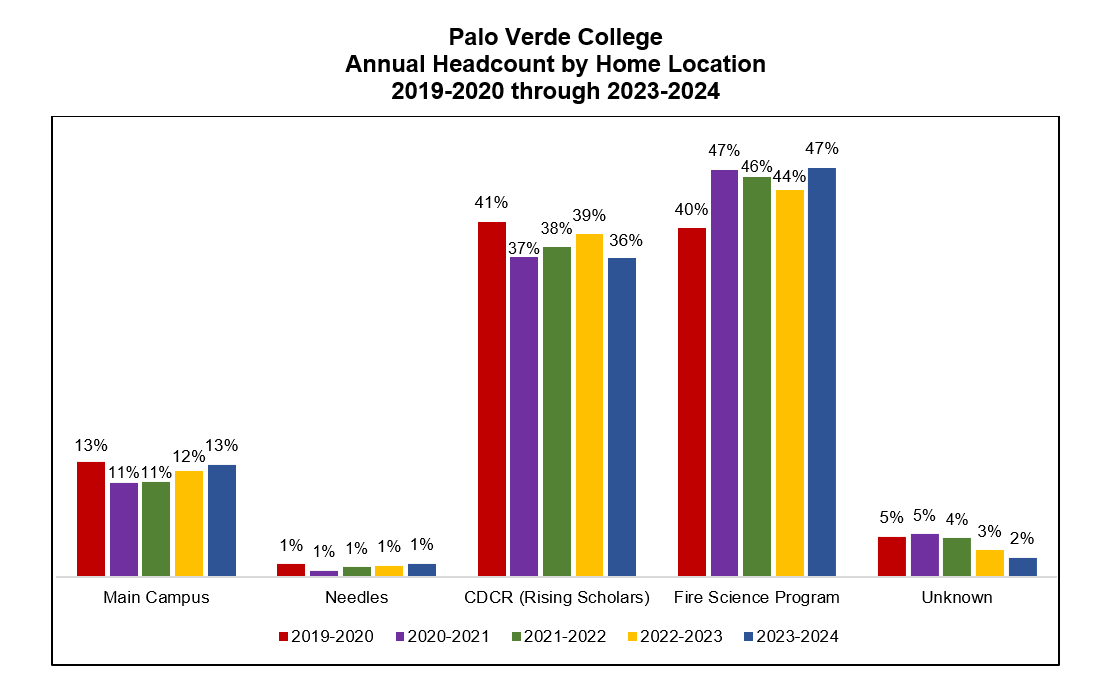 Palo Verde College
Annual Headcount by Home Location
2019-2020 through 2023-2024
13% 11% 11% 12% 13%
1% 1% 1% 1% 1%
41% 37% 38% 39% 36%
40% 47% 46% 44% 47%
5% 5% 4% 3% 2%
Main Campus Needles CDCR (Rising Scholars) Fire Science Program Unknown
2019-2020 2020-2021 2021-2022 2022-2023 2023-2024